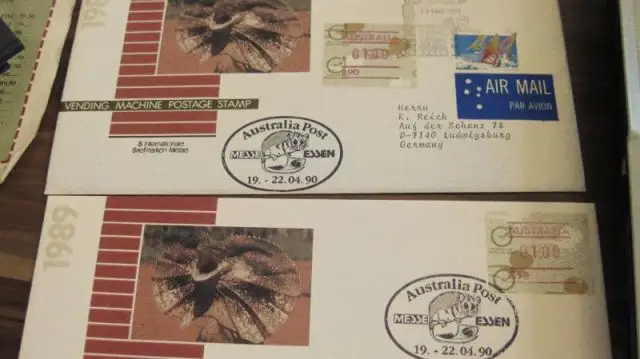 1989
AUSTRALIA
01.00
.90
AIR MAIL
PAR AVION
VENDING MACHINE POSTAGE STAMP
8 Internationale
Briefmarken Messe
Herrn
K. Reich
Auf der Schanz 76
D-7140 Ludwigsburg
Germany
Australia Post
MESSE ESSEN
19. - 22.04.90
1989
AUSTRALIA
01.00
Australia Post
MESSE ESSEN
19. - 22.04.90